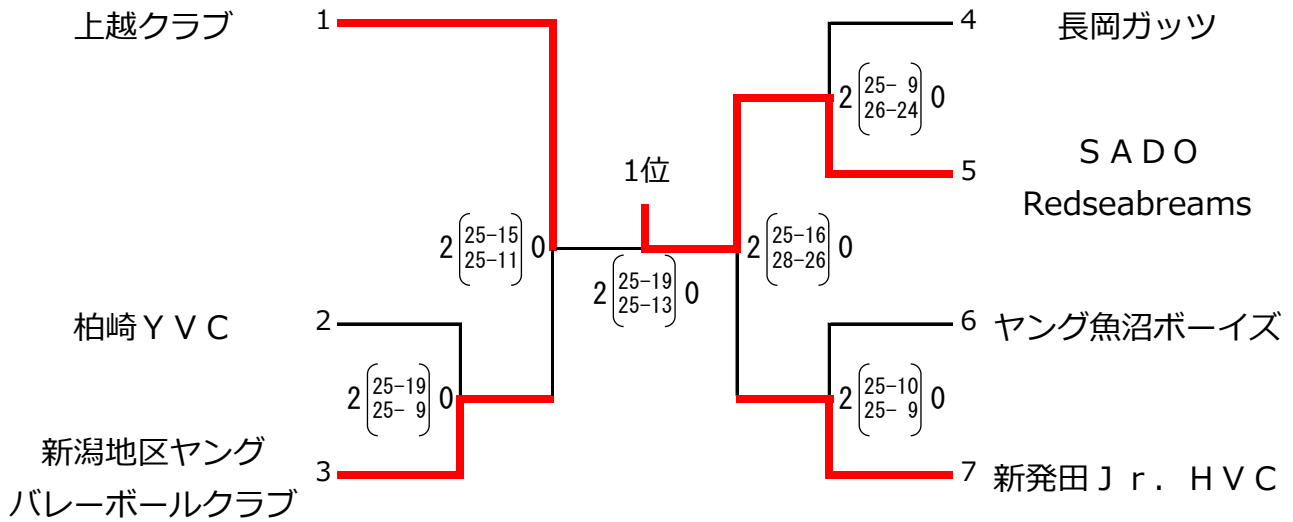 上越クラブ 1
4 長岡ガッツ
2 25- 9 0
26-24
5 ＳＡＤＯ
Redseabreams
1位
2 25-15 0
25-11
2 25-16 0
28-26
2 25-19 0
25-13
柏崎ＹＶＣ 2
6 ヤング魚沼ボーイズ
2 25-19 0
25- 9
2 25-10 0
25- 9
新潟地区ヤング
バレーボールクラブ 3
7 新発田Ｊｒ．ＨＶＣ